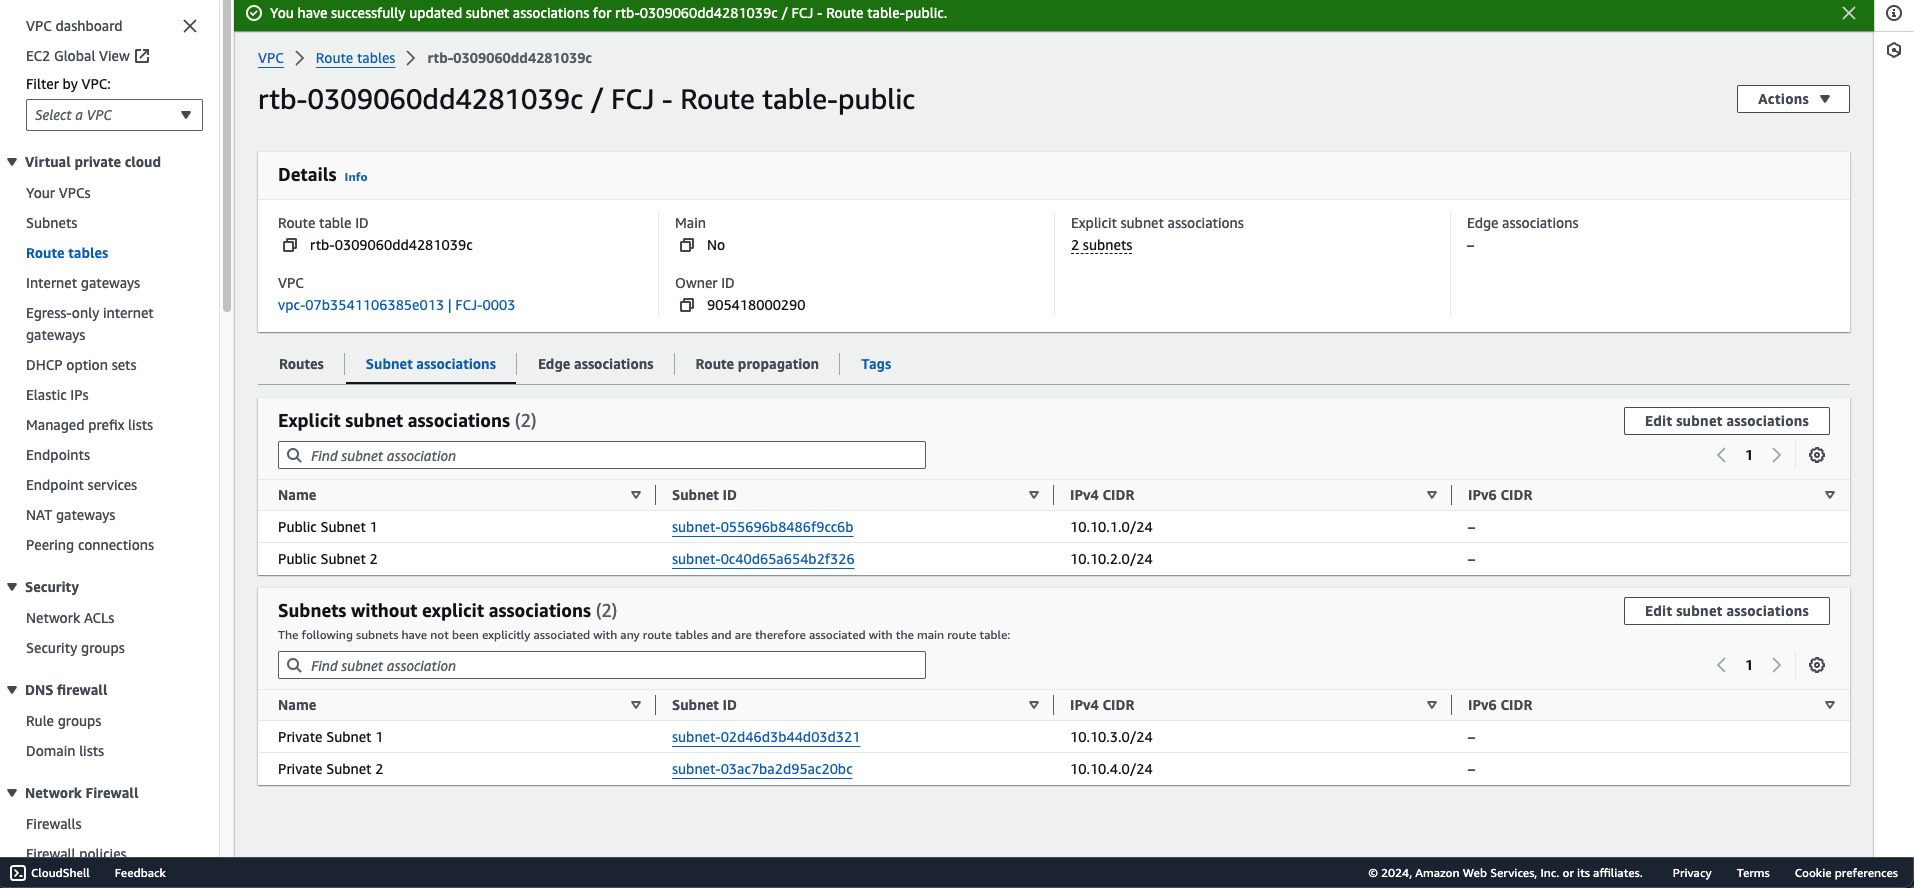 You have successfully updated subnet associations for rtb-0309060dd4281039c / FCJ - Route table-public.
VPC dashboard
EC2 Global View
Filter by VPC:
Select a VPC
Virtual private cloud
Your VPCs
Subnets
Route tables
Internet gateways
Egress-only internet
gateways
DHCP option sets
Elastic IPs
Managed prefix lists
Endpoints
Endpoint services
NAT gateways
Peering connections
Security
Network ACLs
Security groups
DNS firewall
Rule groups
Domain lists
Network Firewall
Firewalls
Firewall policies
VPC > Route tables > rtb-0309060dd4281039c
rtb-0309060dd4281039c / FCJ - Route table-public
Actions
Details Info
Route table ID
rtb-0309060dd4281039c
Main
No
Explicit subnet associations
2 subnets
Edge associations
–
VPC
vpc-07b3541106385e013 | FCJ-0003
Owner ID
905418000290
Routes Subnet associations Edge associations Route propagation Tags
Explicit subnet associations (2)
Edit subnet associations
Find subnet association
1
Name Subnet ID IPv4 CIDR IPv6 CIDR
Public Subnet 1 subnet-055696b8486f9cc6b 10.10.1.0/24 –
Public Subnet 2 subnet-0c40d65a654b2f326 10.10.2.0/24 –
Subnets without explicit associations (2)
Edit subnet associations
The following subnets have not been explicitly associated with any route tables and are therefore associated with the main route table:
Find subnet association
1
Name Subnet ID IPv4 CIDR IPv6 CIDR
Private Subnet 1 subnet-02d46d3b44d03d321 10.10.3.0/24 –
Private Subnet 2 subnet-03ac7ba2d95ac20bc 10.10.4.0/24 –
CloudShell Feedback © 2024, Amazon Web Services, Inc. or its affiliates. Privacy Terms Cookie preferences